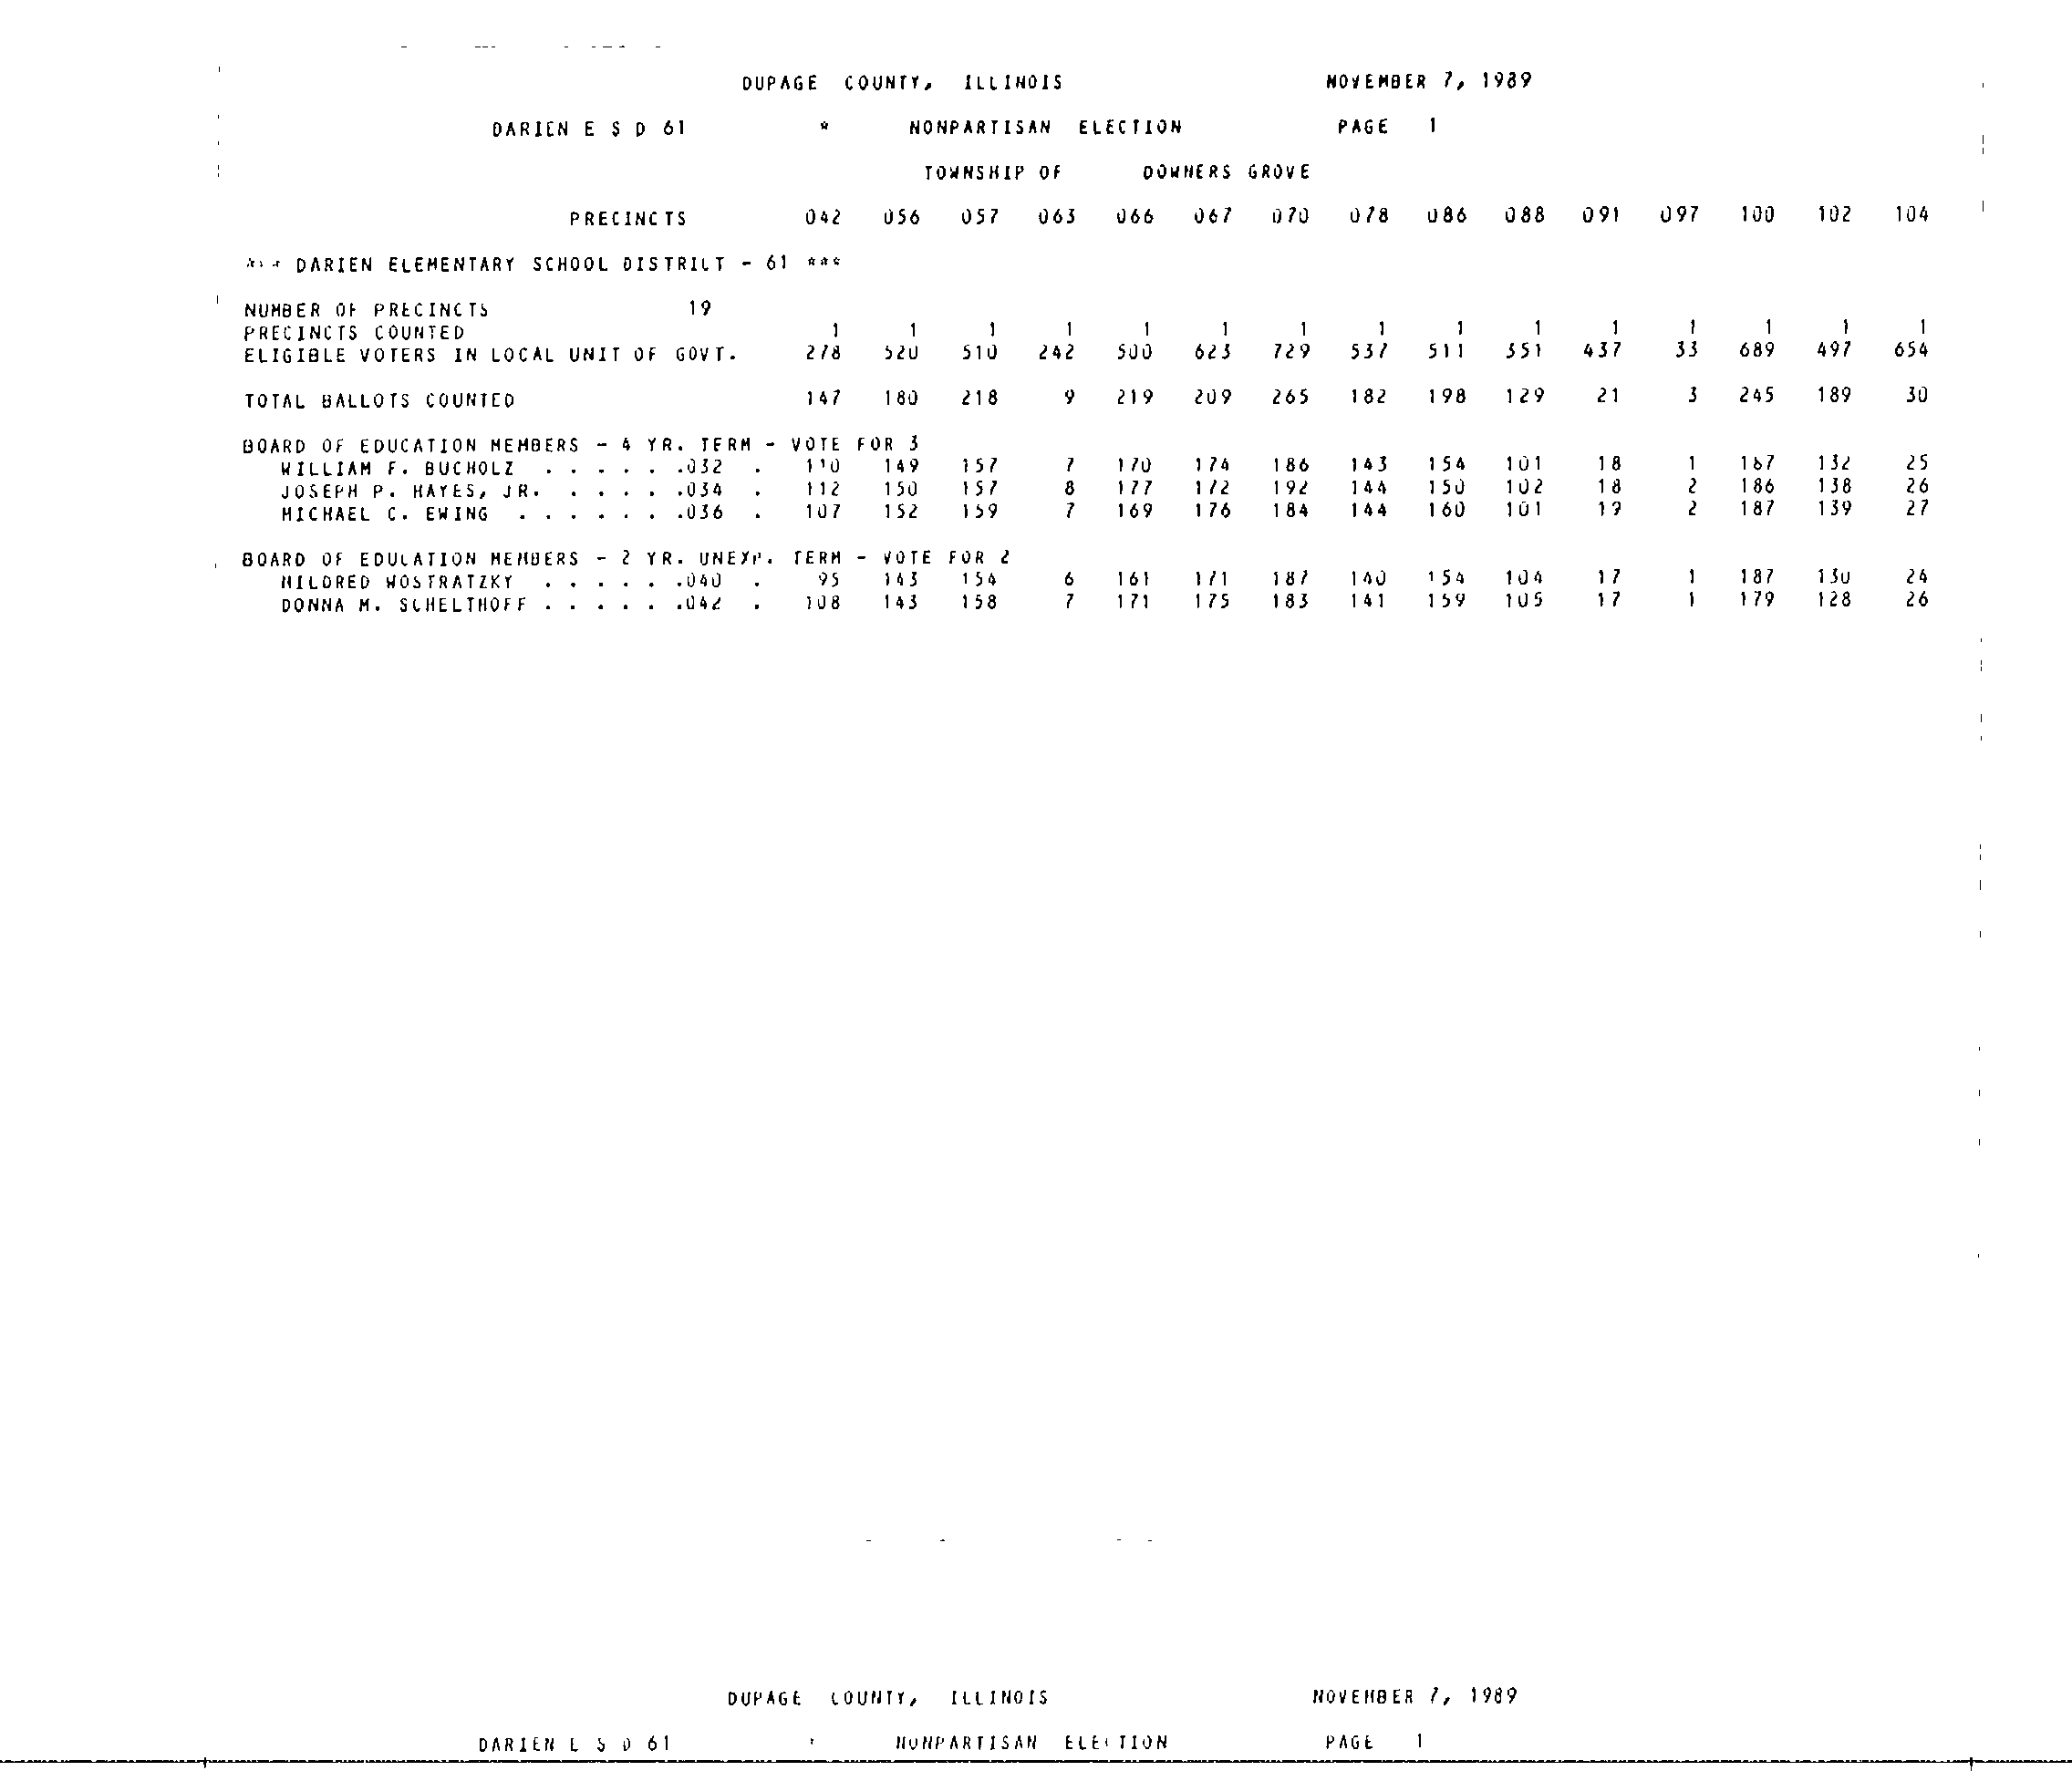 DUPAGE COUNTY, ILLINOIS NOVEMBER 7, 1989
DARIEN E S D 61 * NONPARTISAN ELECTION PAGE 1
TOWNSHIP OF DOWNERS GROVE
PRECINCTS 042 056 057 063 066 067 070 078 086 088 091 097 100 102 104
*** DARIEN ELEMENTARY SCHOOL DISTRICT - 61 ***
NUMBER OF PRECINCTS 19
PRECINCTS COUNTED 1 1 1 1 1 1 1 1 1 1 1 1 1 1 1
ELIGIBLE VOTERS IN LOCAL UNIT OF GOVT. 278 520 510 242 500 623 729 537 511 351 437 33 689 497 654
TOTAL BALLOTS COUNTED 147 180 218 9 219 209 265 182 198 129 21 3 245 189 30
BOARD OF EDUCATION MEMBERS - 4 YR. TERM - VOTE FOR 3
WILLIAM F. BUCHOLZ . . . . . .032 . 110 149 157 7 170 174 186 143 154 101 18 1 187 132 25
JOSEPH P. HAYES, JR. . . . . .034 . 112 150 157 8 177 172 192 144 150 102 18 2 186 138 26
MICHAEL C. EWING . . . . . . .036 . 107 152 159 7 169 176 184 144 160 101 19 2 187 139 27
BOARD OF EDUCATION MEMBERS - 2 YR. UNEXP. TERM - VOTE FOR 2
MILDRED WOSTRATZKY . . . . . .040 . 95 143 154 6 161 171 187 140 154 104 17 1 187 130 24
DONNA M. SCHELTHOFF . . . . . .042 . 108 143 158 7 171 175 183 141 159 105 17 1 179 128 26
DUPAGE COUNTY, ILLINOIS NOVEMBER 7, 1989
DARIEN E S D 61 * NONPARTISAN ELECTION PAGE 1